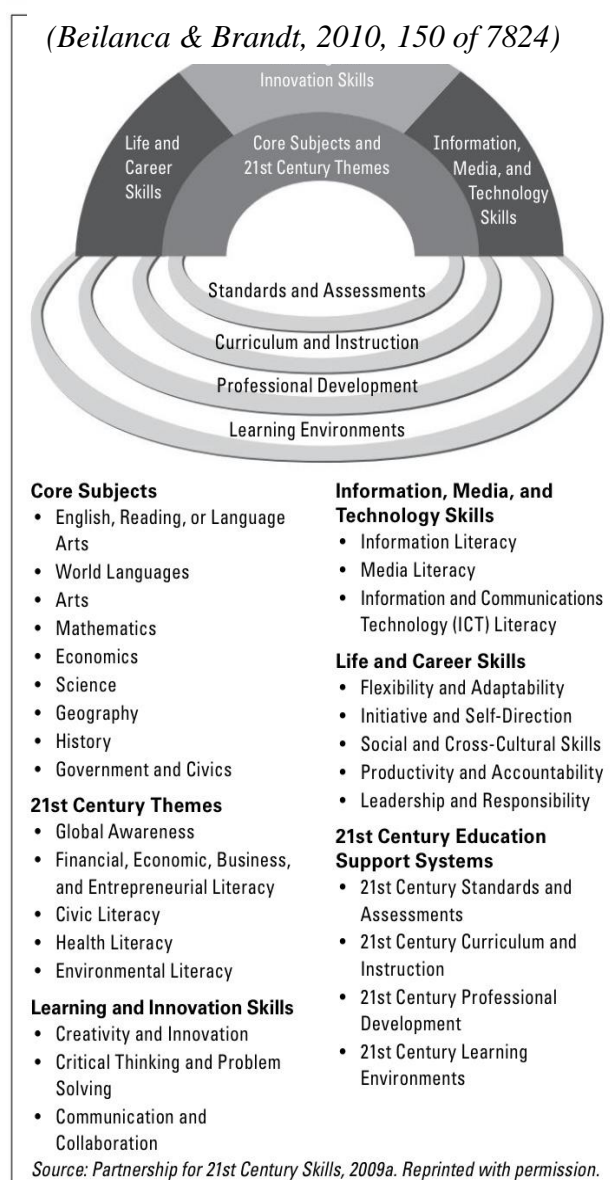 (Beilanca & Brandt, 2010, 150 of 7824)
Innovation Skills
Life and
Career
Skills
Core Subjects and
21st Century Themes
Information,
Media, and
Technology
Skills
Standards and Assessments
Curriculum and Instruction
Professional Development
Learning Environments
Core Subjects
• English, Reading, or Language
Arts
• World Languages
• Arts
• Mathematics
• Economics
• Science
• Geography
• History
• Government and Civics
21st Century Themes
• Global Awareness
• Financial, Economic, Business,
and Entrepreneurial Literacy
• Civic Literacy
• Health Literacy
• Environmental Literacy
Learning and Innovation Skills
• Creativity and Innovation
• Critical Thinking and Problem
Solving
• Communication and
Collaboration
Information, Media, and
Technology Skills
• Information Literacy
• Media Literacy
• Information and Communications
Technology (ICT) Literacy
Life and Career Skills
• Flexibility and Adaptability
• Initiative and Self-Direction
• Social and Cross-Cultural Skills
• Productivity and Accountability
• Leadership and Responsibility
21st Century Education
Support Systems
• 21st Century Standards and
Assessments
• 21st Century Curriculum and
Instruction
• 21st Century Professional
Development
• 21st Century Learning
Environments
Source: Partnership for 21st Century Skills, 2009a. Reprinted with permission.